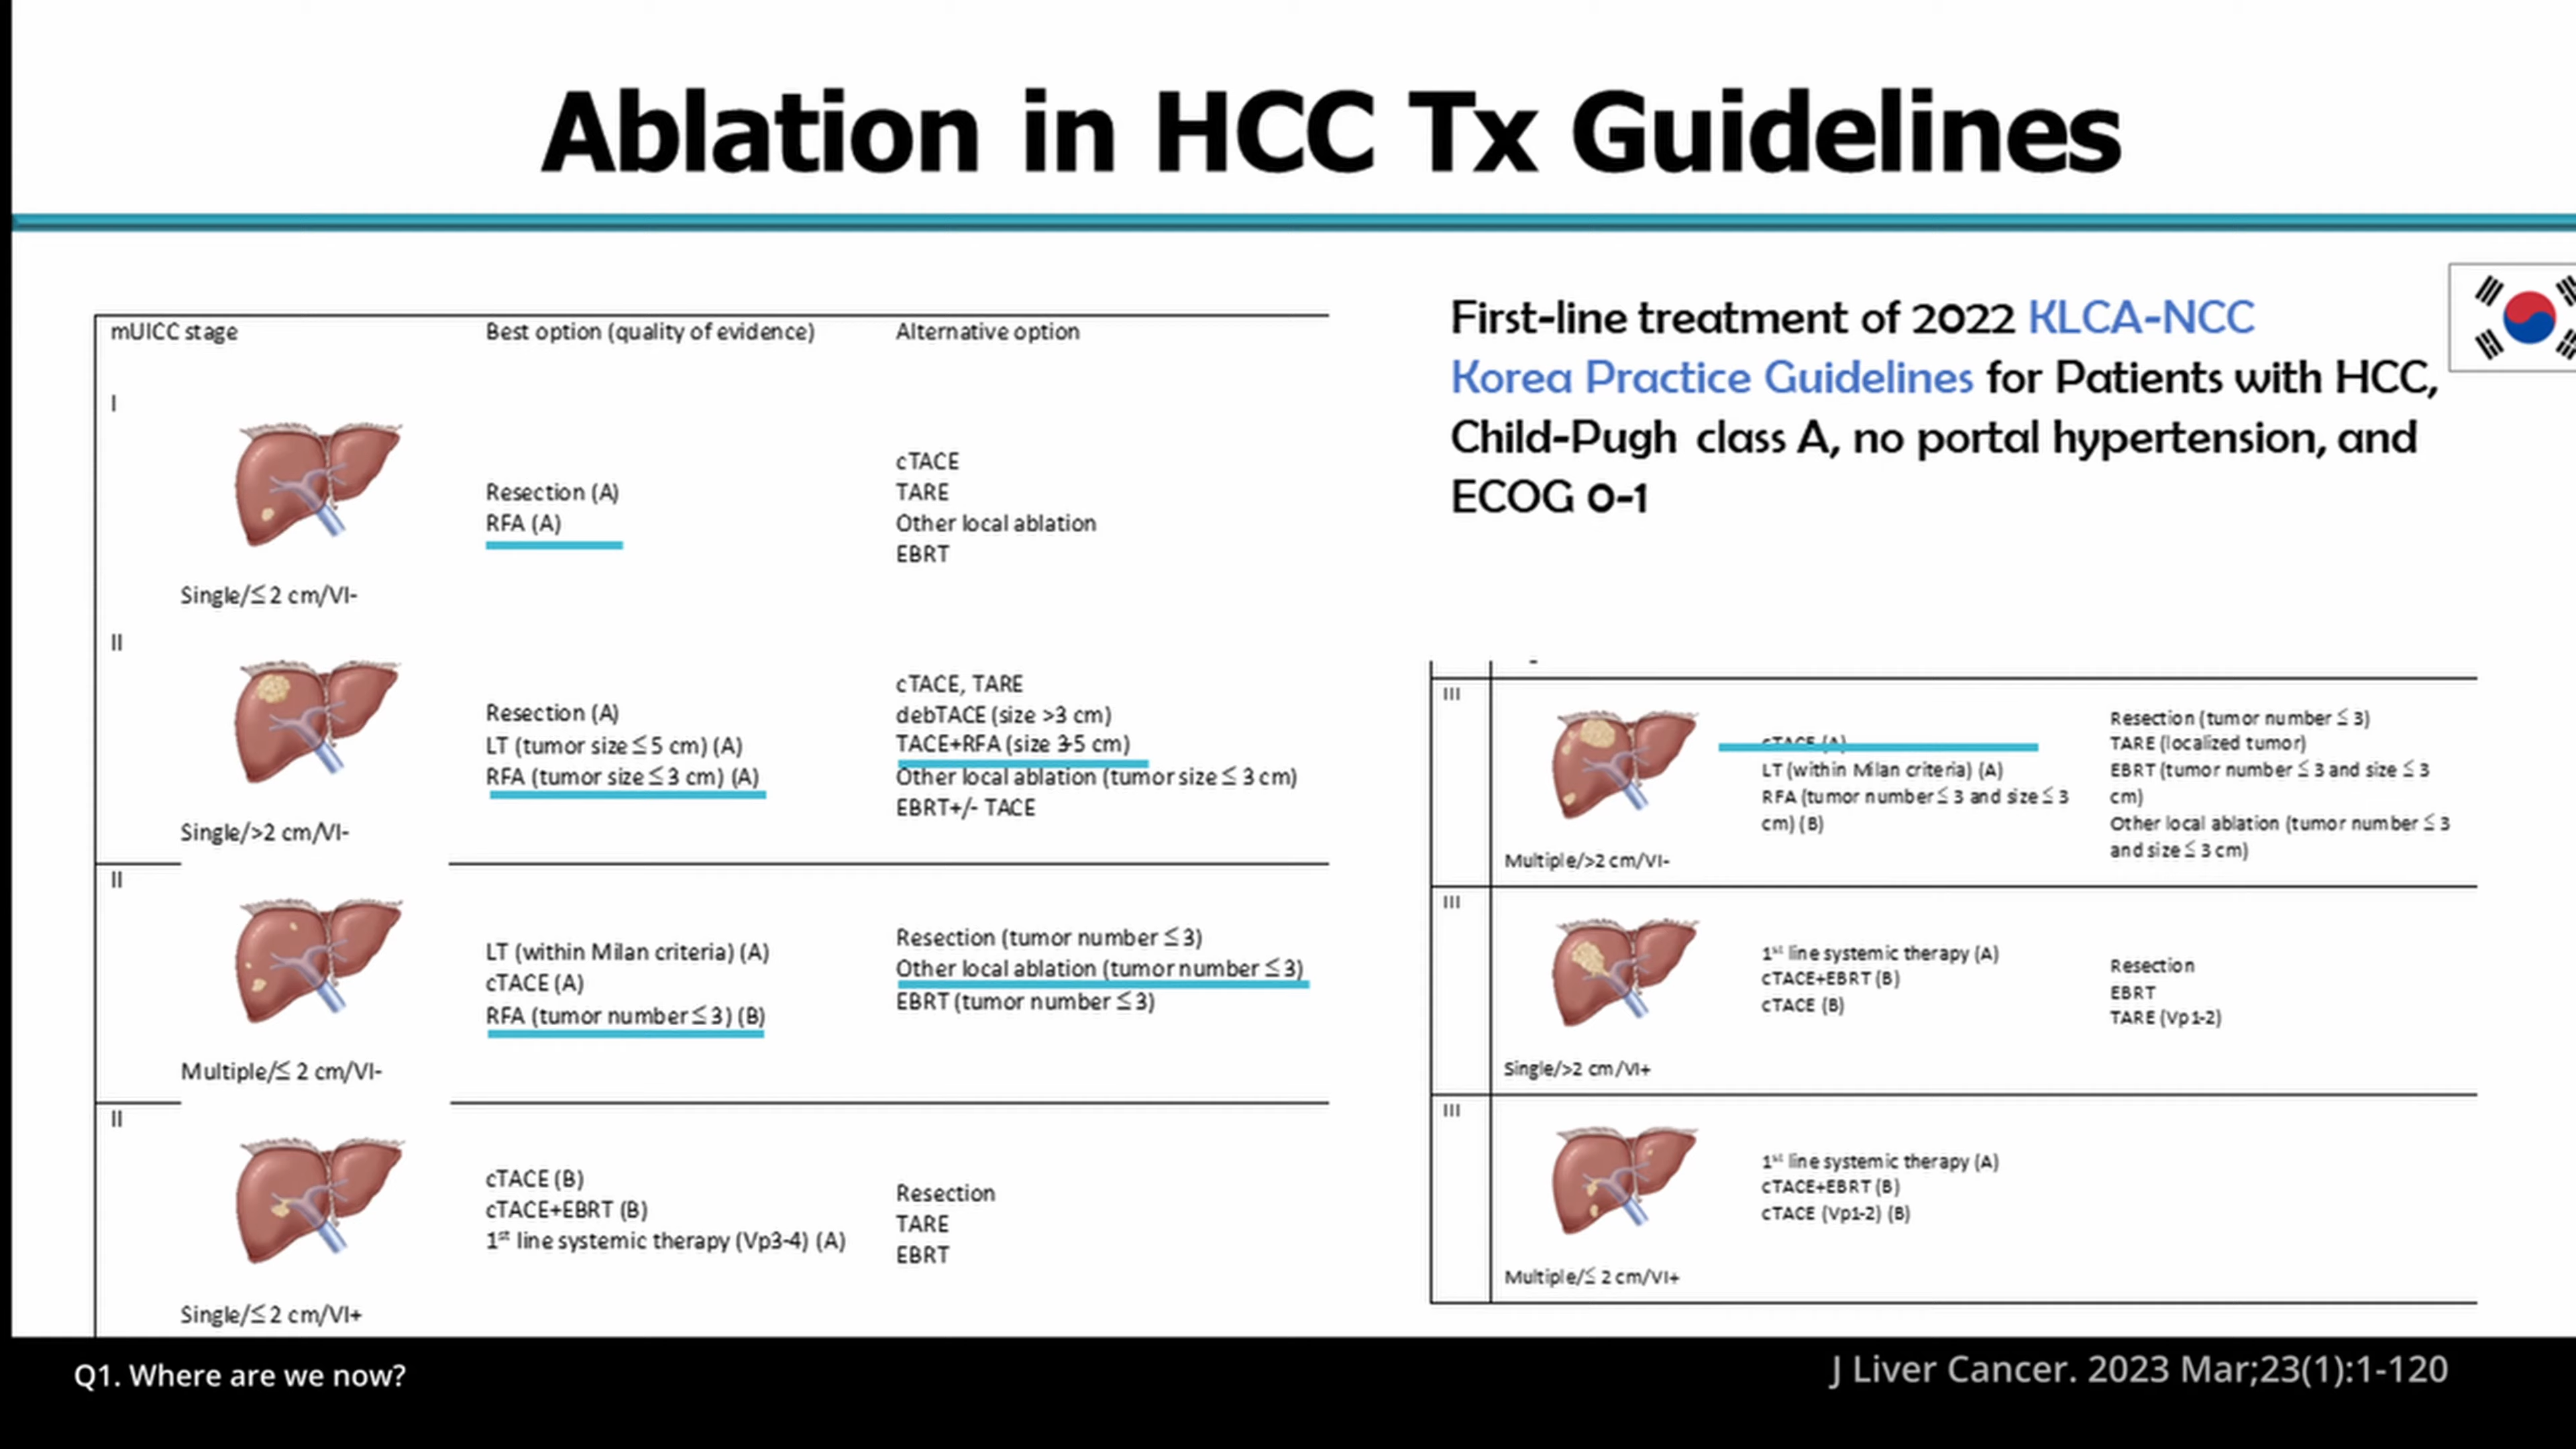 Ablation in HCC Tx Guidelines
mUICC stage
Best option (quality of evidence)
Alternative option
I
Resection (A)
RFA (A)
cTACE
TARE
Other local ablation
EBRT
Single/≤ 2 cm/VI-
II
Resection (A)
LT (tumor size ≤ 5 cm) (A)
RFA (tumor size ≤ 3 cm) (A)
cTACE, TARE
debTACE (size >3 cm)
TACE+RFA (size 3-5 cm)
Other local ablation (tumor size ≤ 3 cm)
EBRT+/- TACE
Single/>2 cm/VI-
II
LT (within Milan criteria) (A)
cTACE (A)
RFA (tumor number ≤ 3) (B)
Resection (tumor number ≤ 3)
Other local ablation (tumor number ≤ 3)
EBRT (tumor number ≤ 3)
Multiple/≤ 2 cm/VI-
II
cTACE (B)
cTACE+EBRT (B)
1st line systemic therapy (Vp3-4) (A)
Resection
TARE
EBRT
Single/≤ 2 cm/VI+
First-line treatment of 2022 KLCA-NCC
Korea Practice Guidelines for Patients with HCC,
Child-Pugh class A, no portal hypertension, and
ECOG 0-1
III
cTACE (A)
LT (within Milan criteria) (A)
RFA (tumor number ≤ 3 and size ≤ 3
cm) (B)
Resection (tumor number ≤ 3)
TARE (localized tumor)
EBRT (tumor number ≤ 3 and size ≤ 3
cm)
Other local ablation (tumor number ≤ 3
and size ≤ 3 cm)
Multiple/>2 cm/VI-
III
1st line systemic therapy (A)
cTACE+EBRT (B)
cTACE (B)
Resection
EBRT
TARE (Vp1-2)
Single/>2 cm/VI+
III
1st line systemic therapy (A)
cTACE+EBRT (B)
cTACE (Vp1-2) (B)
Multiple/≤ 2 cm/VI+
Q1. Where are we now?
J Liver Cancer. 2023 Mar;23(1):1-120